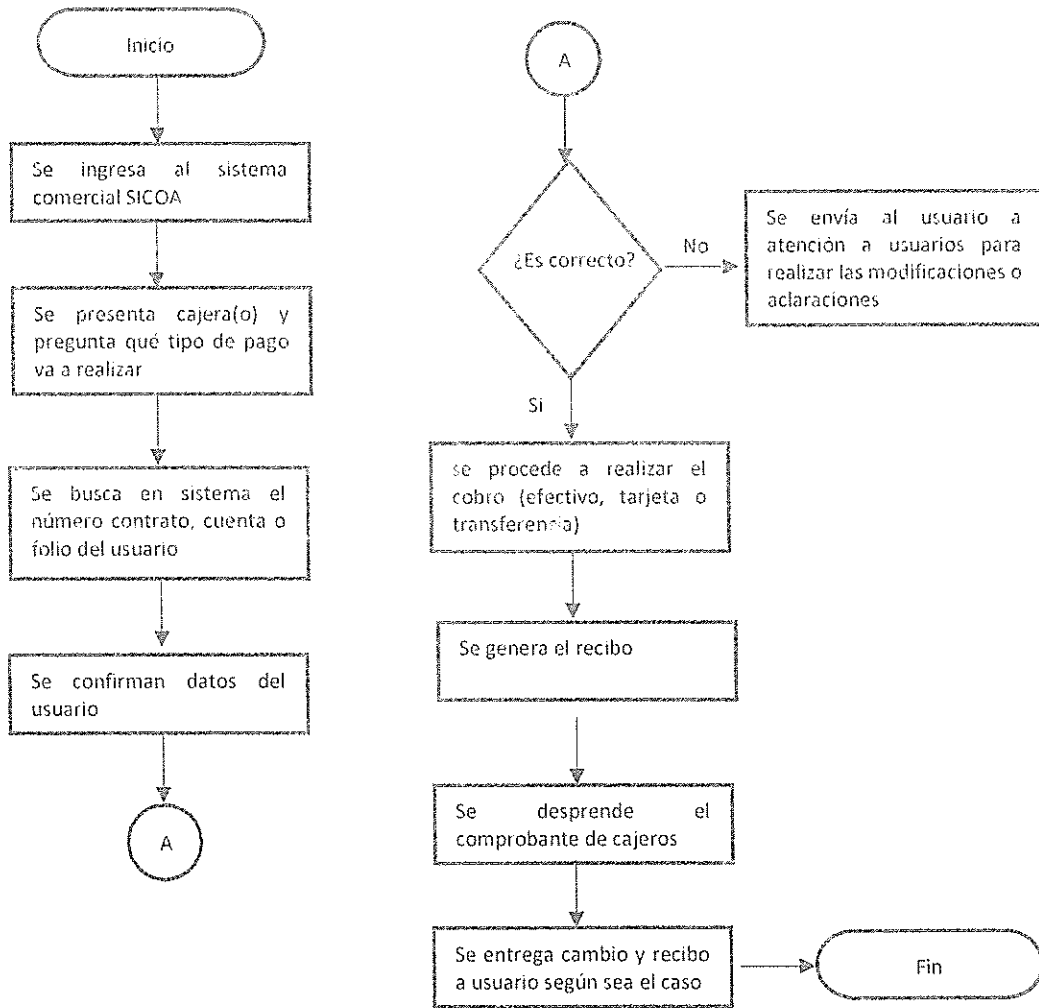 Inicio
Se ingresa al sistema
comercial SICOA
Se presenta cajera(o) y
pregunta qué tipo de pago
va a realizar
Se busca en sistema el
número contrato, cuenta o
folio del usuario
Se confirman datos del
usuario
A
A
¿Es correcto?
No
Se envía al usuario a
atención a usuarios para
realizar las modificaciones o
aclaraciones
Si
se procede a realizar el
cobro (efectivo, tarjeta o
transferencia)
Se genera el recibo
Se desprende el
comprobante de cajeros
Se entrega cambio y recibo
a usuario según sea el caso
Fin